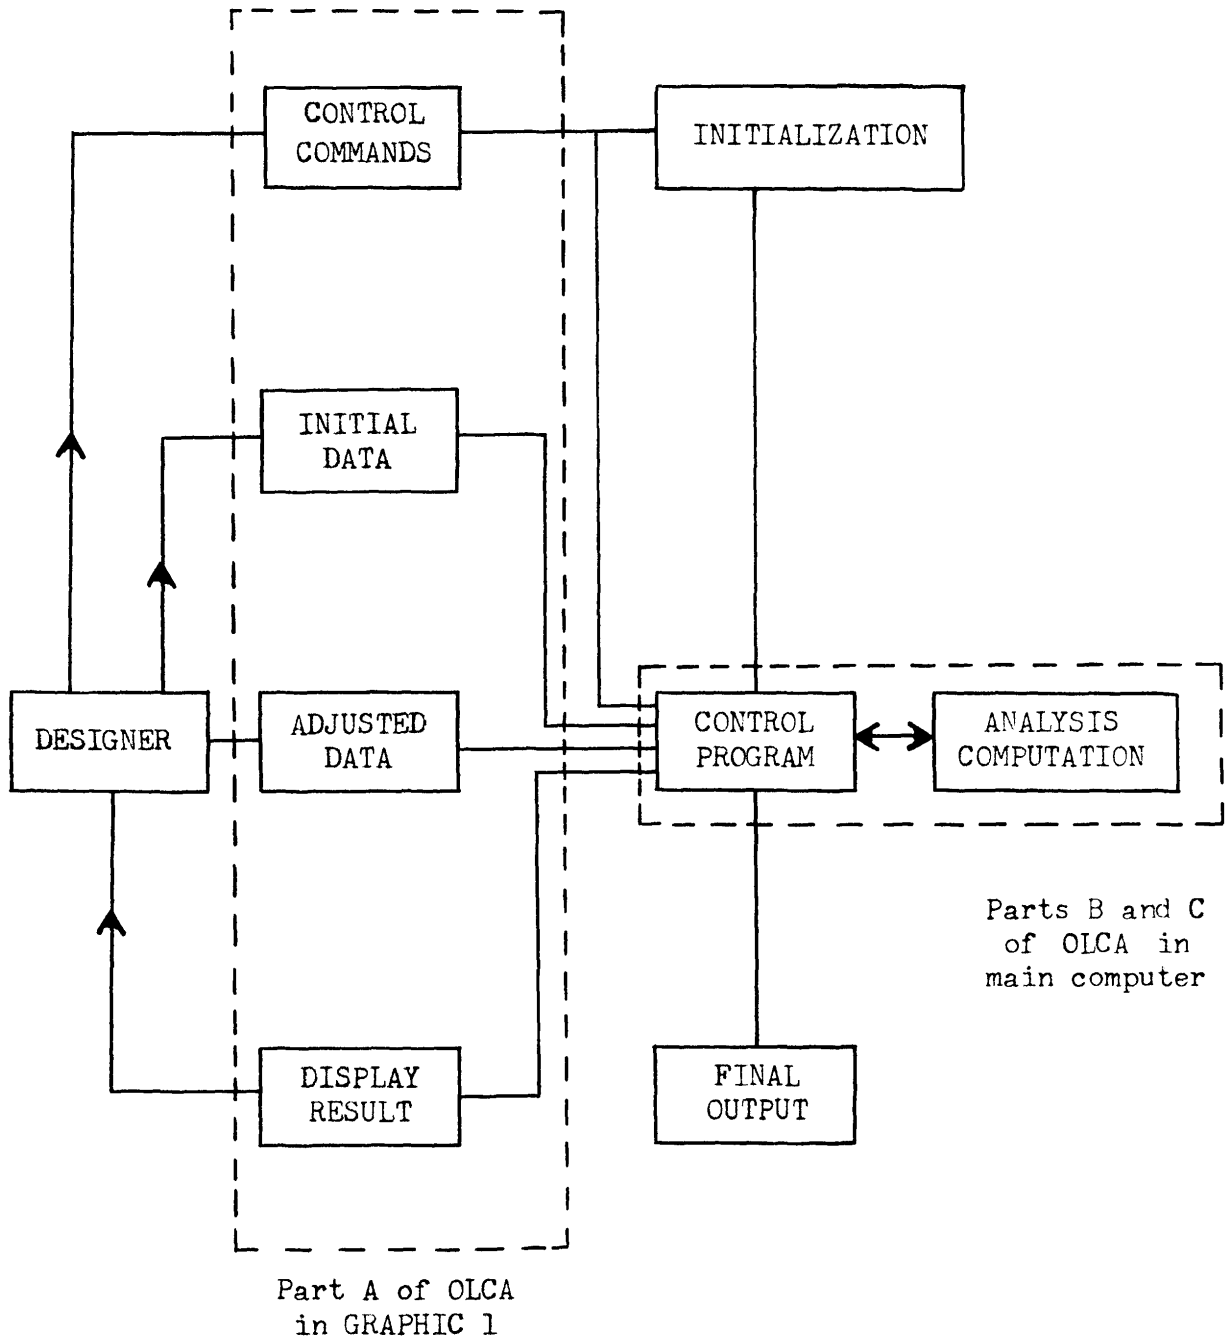 CONTROL
COMMANDS
INITIALIZATION
INITIAL
DATA
DESIGNER
ADJUSTED
DATA
CONTROL
PROGRAM
ANALYSIS
COMPUTATION
Parts B and C
of OLCA in
main computer
DISPLAY
RESULT
FINAL
OUTPUT
Part A of OLCA
in GRAPHIC 1